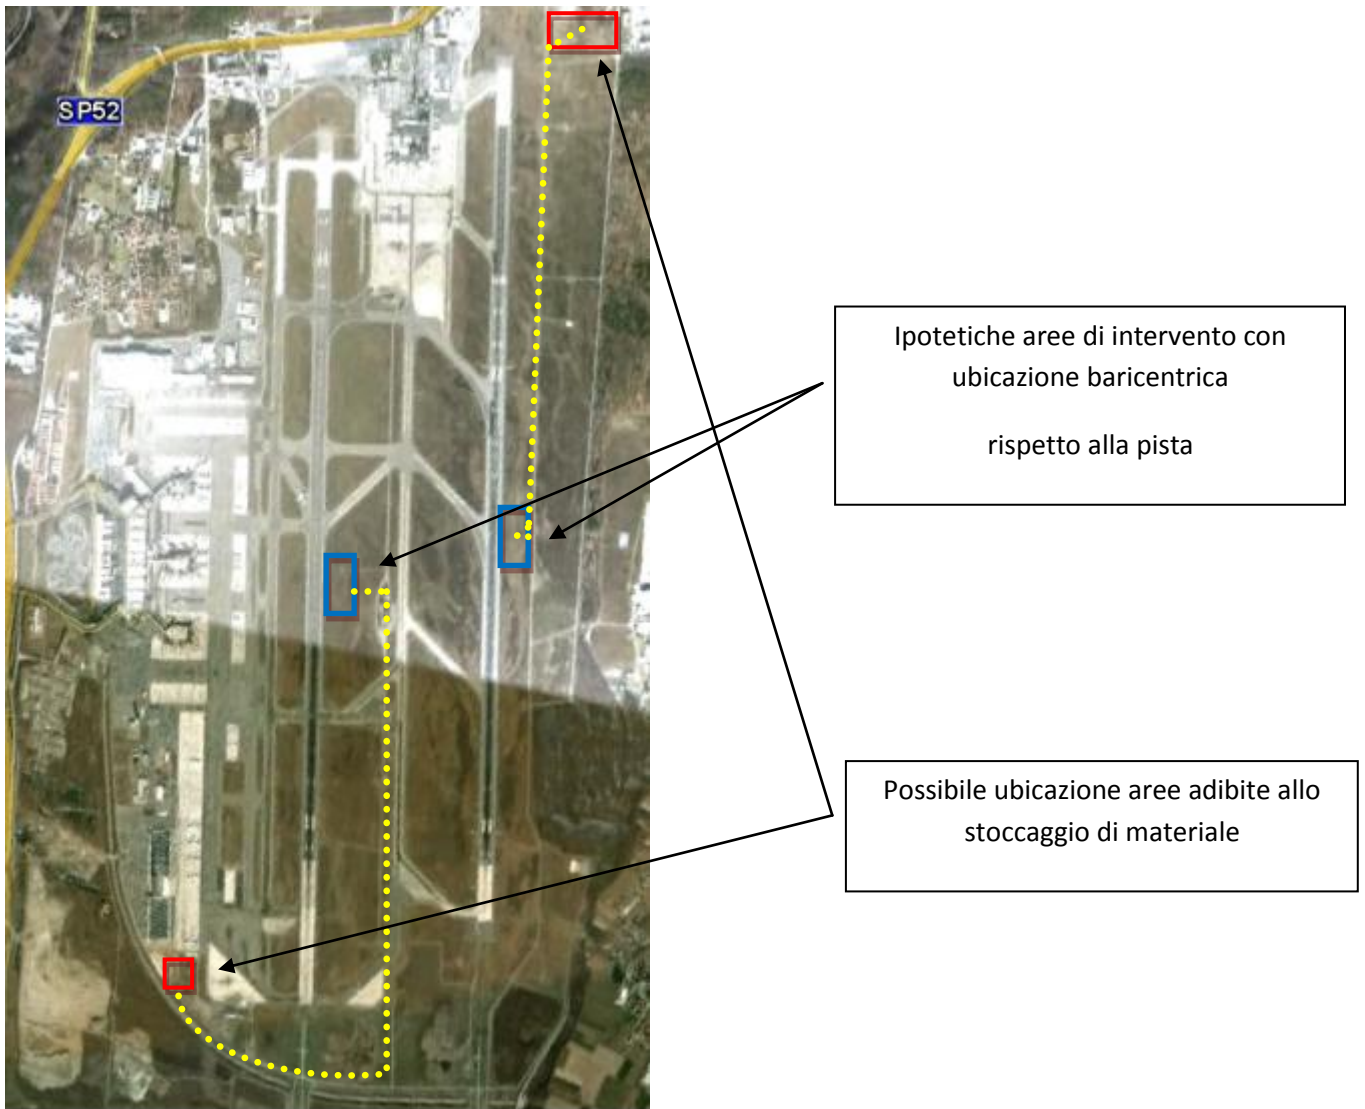 SP52
Ipotetiche aree di intervento con
ubicazione baricentrica
rispetto alla pista
Possibile ubicazione aree adibite allo
stoccaggio di materiale